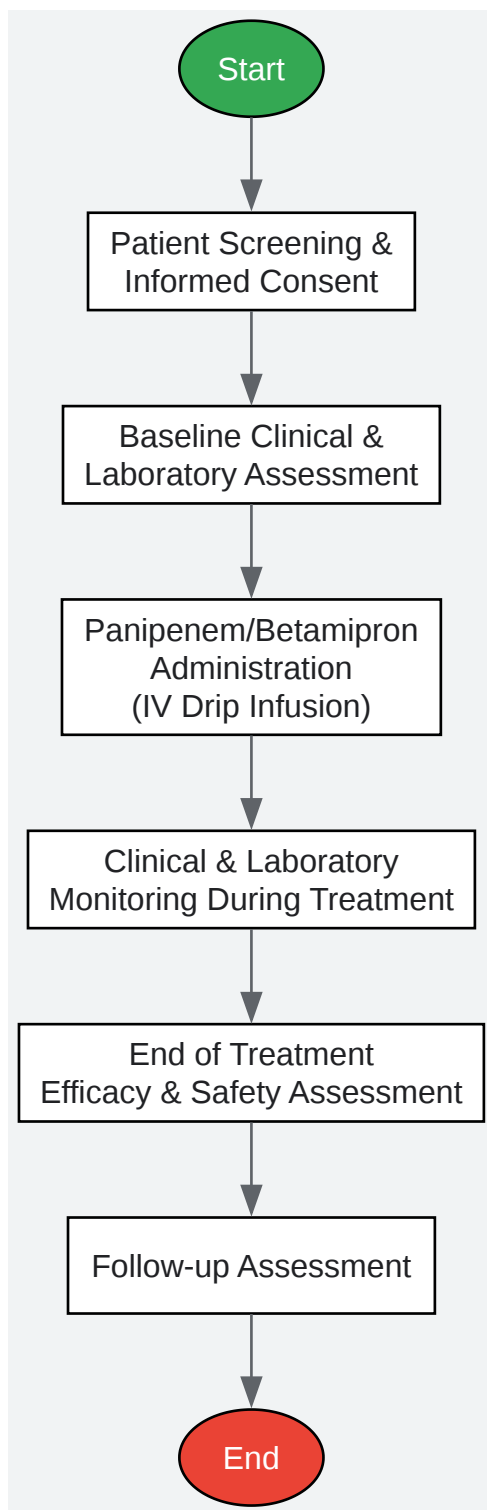 Start
Patient Screening &
Informed Consent
Baseline Clinical &
Laboratory Assessment
Panipenem/Betamipron
Administration
(IV Drip Infusion)
Clinical & Laboratory
Monitoring During Treatment
End of Treatment
Efficacy & Safety Assessment
Follow-up Assessment
End